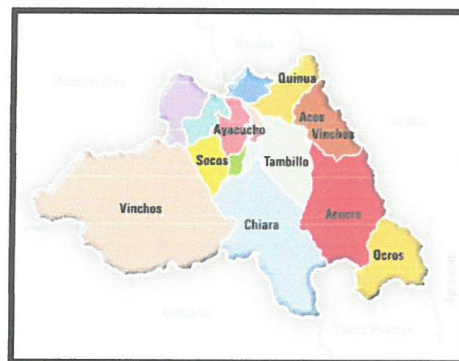 Quinua
Acos
Vinchos
Ayacucho
Socos
Tambillo
Vinchos
Acocro
Chiara
Ocros